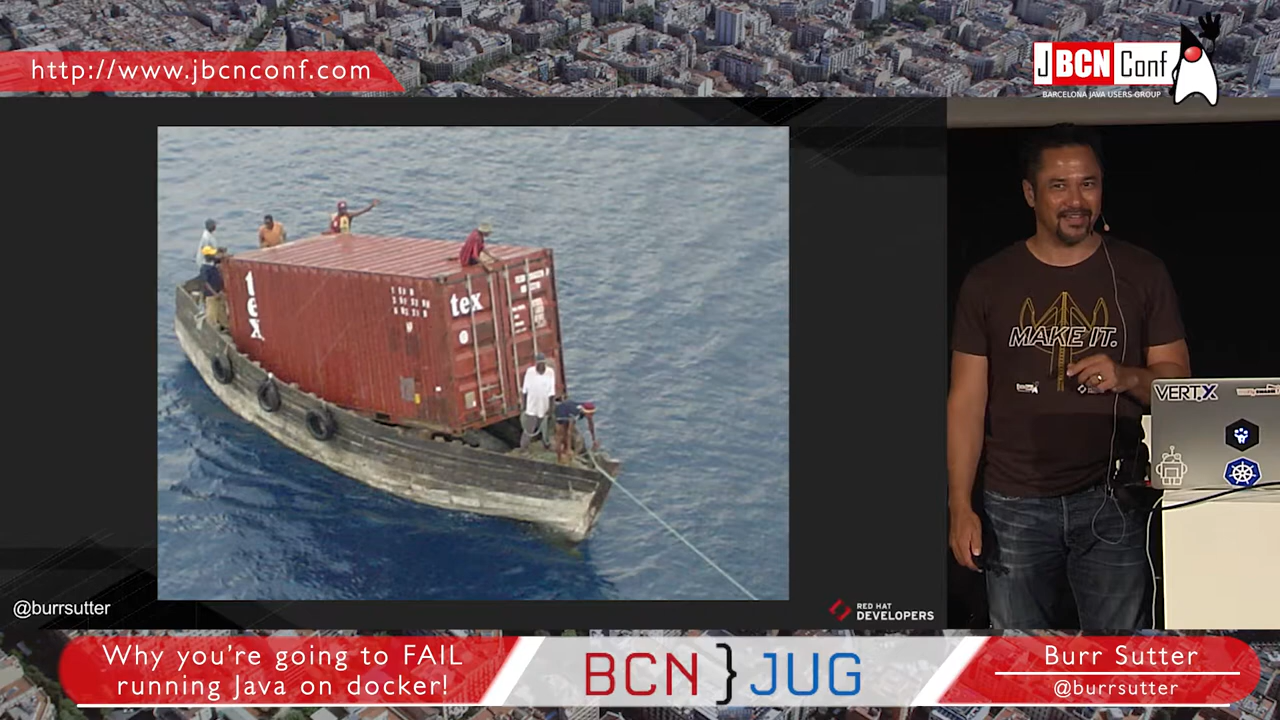 http://www.jbcnconf.com
JBCNConf
BARCELONA JAVA USERS GROUP
tex
tex
MAKE IT.
VERT.X
@burrsutter
RED HAT
DEVELOPERS
Why you're going to FAIL
running Java on docker!
BCN}JUG
Burr Sutter
@burrsutter